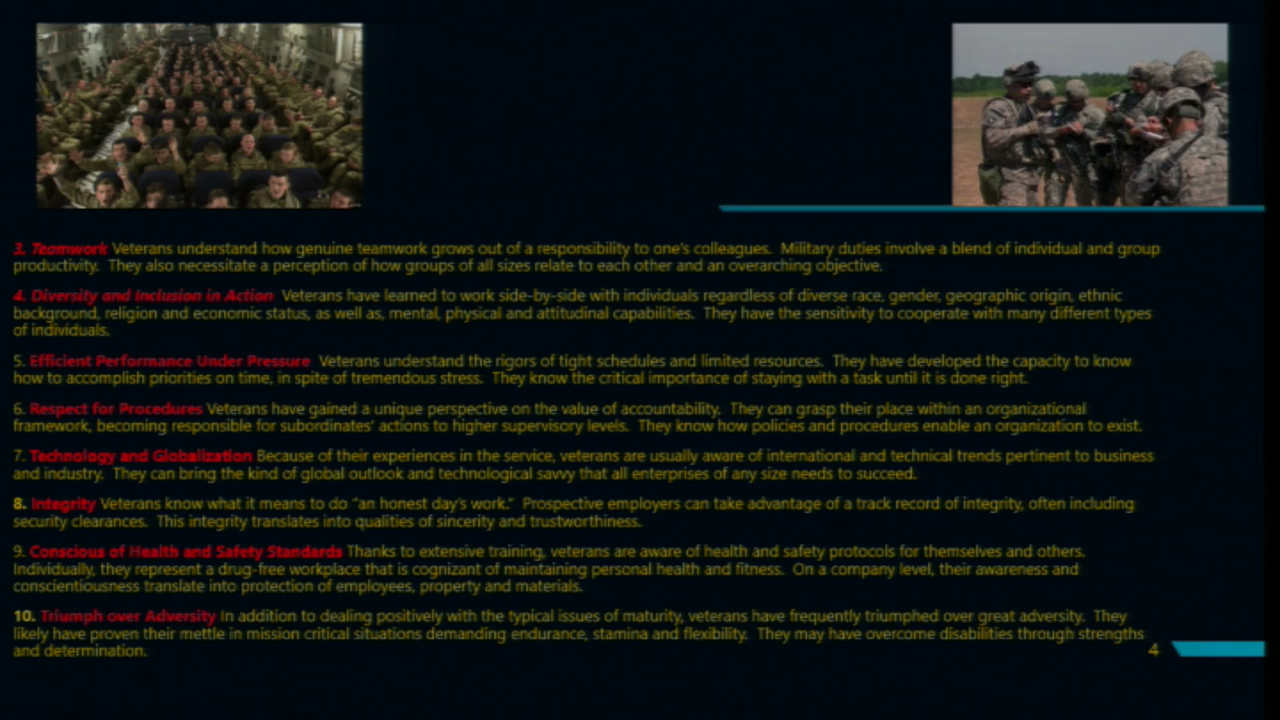 3. Teamwork Veterans understand how genuine teamwork grows out of a responsibility to one's colleagues. Military duties involve a blend of individual and group
productivity. They also necessitate a perception of how groups of all sizes relate to each other and an overarching objective.
4. Diversity and Inclusion in Action Veterans have learned to work side-by-side with individuals regardless of diverse race, gender, geographic origin, ethnic
background, religion and economic status, as well as, mental, physical and attitudinal capabilities. They have the sensitivity to cooperate with many different types
of individuals.
5. Efficient Performance Under Pressure Veterans understand the rigors of tight schedules and limited resources. They have developed the capacity to know
how to accomplish priorities on time, in spite of tremendous stress. They know the critical importance of staying with a task until it is done right.
6. Respect for Procedures Veterans have gained a unique perspective on the value of accountability. They can grasp their place within an organizational
framework, becoming responsible for subordinates' actions to higher supervisory levels. They know how policies and procedures enable an organization to exist.
7. Technology and Globalization Because of their experiences in the service, veterans are usually aware of international and technical trends pertinent to business
and industry. They can bring the kind of global outlook and technological savvy that all enterprises of any size needs to succeed.
8. Integrity Veterans know what it means to do "an honest day's work." Prospective employers can take advantage of a track record of integrity, often including
security clearances. This integrity translates into qualities of sincerity and trustworthiness.
9. Conscious of Health and Safety Standards Thanks to extensive training, veterans are aware of health and safety protocols for themselves and others.
Individually, they represent a drug-free workplace that is cognizant of maintaining personal health and fitness. On a company level, their awareness and
conscientiousness translate into protection of employees, property and materials.
10. Triumph over Adversity In addition to dealing positively with the typical issues of maturity, veterans have frequently triumphed over great adversity. They
likely have proven their mettle in mission critical situations demanding endurance, stamina and flexibility. They may have overcome disabilities through strengths
and determination.
4